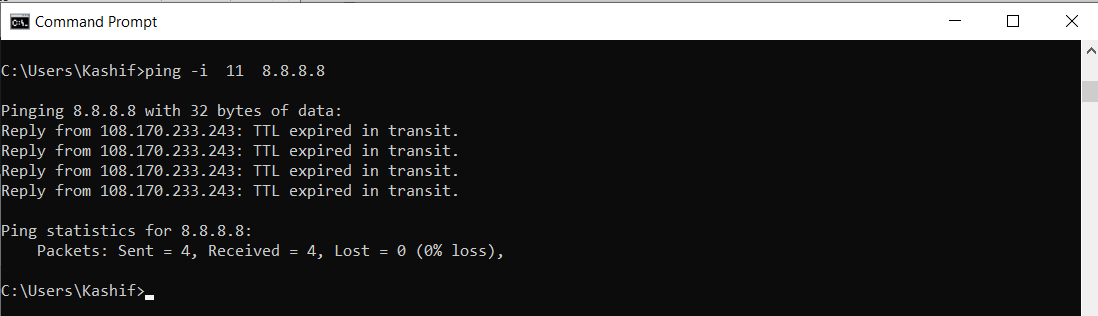 Command Prompt
C:\Users\Kashif>ping -i  11  8.8.8.8
Pinging 8.8.8.8 with 32 bytes of data:
Reply from 108.170.233.243: TTL expired in transit.
Reply from 108.170.233.243: TTL expired in transit.
Reply from 108.170.233.243: TTL expired in transit.
Reply from 108.170.233.243: TTL expired in transit.
Ping statistics for 8.8.8.8:
    Packets: Sent = 4, Received = 4, Lost = 0 (0% loss),
C:\Users\Kashif>